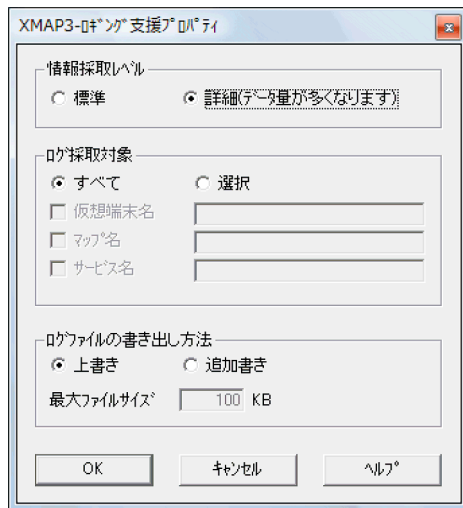 XMAP3-ﾛｷﾞﾝｸﾞ支援ﾌﾟﾛﾊﾟﾃｨ
情報採取ﾚﾍﾞﾙ
標準 詳細(ﾃﾞｰﾀ量が多くなります)
ﾛｸﾞ採取対象
すべて 選択
仮想端末名
ﾏｯﾌﾟ名
ｻｰﾋﾞｽ名
ﾛｸﾞﾌｧｲﾙの書き出し方法
上書き 追加書き
最大ﾌｧｲﾙｻｲｽﾞ 100 KB
OK ｷｬﾝｾﾙ ﾍﾙﾌﾟ